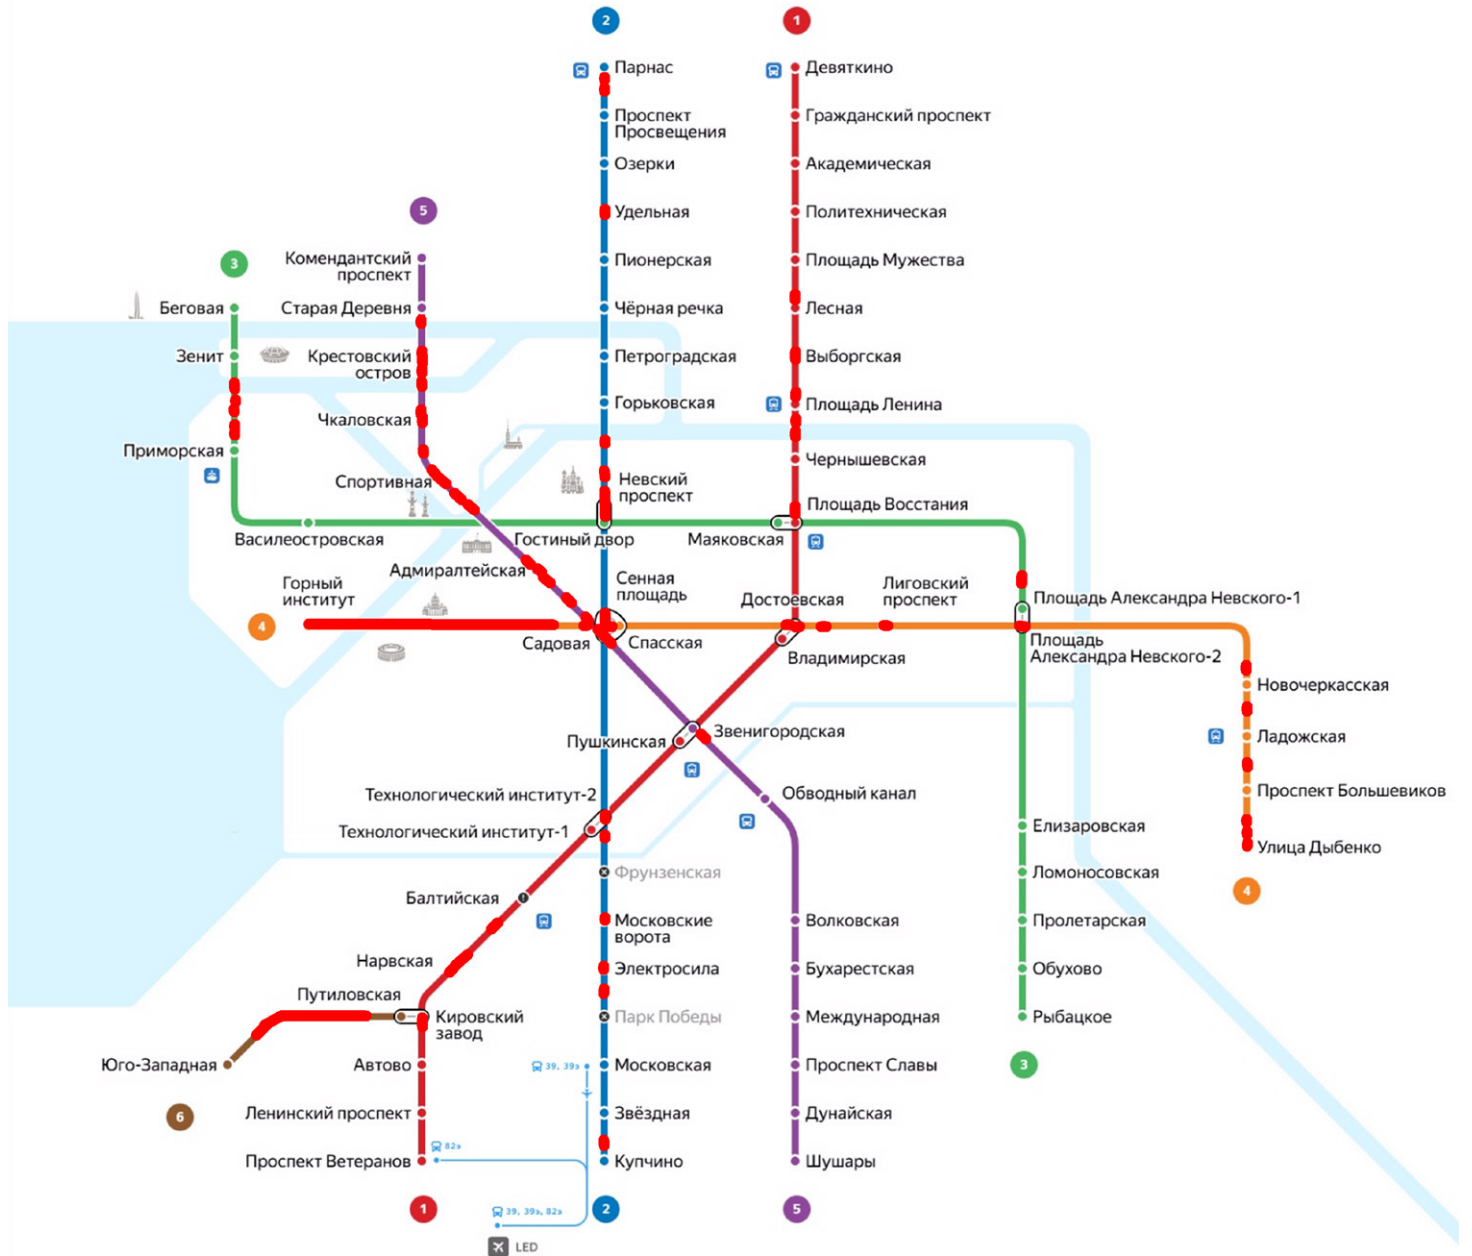 2
1
Парнас
Девяткино
Проспект
Просвещения
Гражданский проспект
Озерки
Академическая
5
Удельная
Политехническая
3
Комендантский
проспект
Пионерская
Площадь Мужества
Беговая
Старая Деревня
Чёрная речка
Лесная
Зенит
Крестовский
остров
Петроградская
Выборгская
Горьковская
Площадь Ленина
Чкаловская
Приморская
Чернышевская
Спортивная
Невский
проспект
Площадь Восстания
Василеостровская
Гостиный двор
Маяковская
Адмиралтейская
Горный
институт
Сенная
площадь
Достоевская
Лиговский
проспект
Площадь Александра Невского-1
4
Садовая
Спасская
Владимирская
Площадь
Александра Невского-2
Новочеркасская
Пушкинская
Звенигородская
Ладожская
Технологический институт-2
Обводный канал
Проспект Большевиков
Технологический институт-1
Елизаровская
Улица Дыбенко
Фрунзенская
Ломоносовская
4
Балтийская
Московские
ворота
Волковская
Пролетарская
Нарвская
Электросила
Бухарестская
Обухово
Путиловская
Кировский
завод
Парк Победы
Международная
Рыбацкое
Юго-Западная
Автово
39, 39э
Московская
Проспект Славы
3
6
Ленинский проспект
Звёздная
Дунайская
82э
Проспект Ветеранов
Купчино
Шушары
1
39, 39э, 82э
2
5
LED